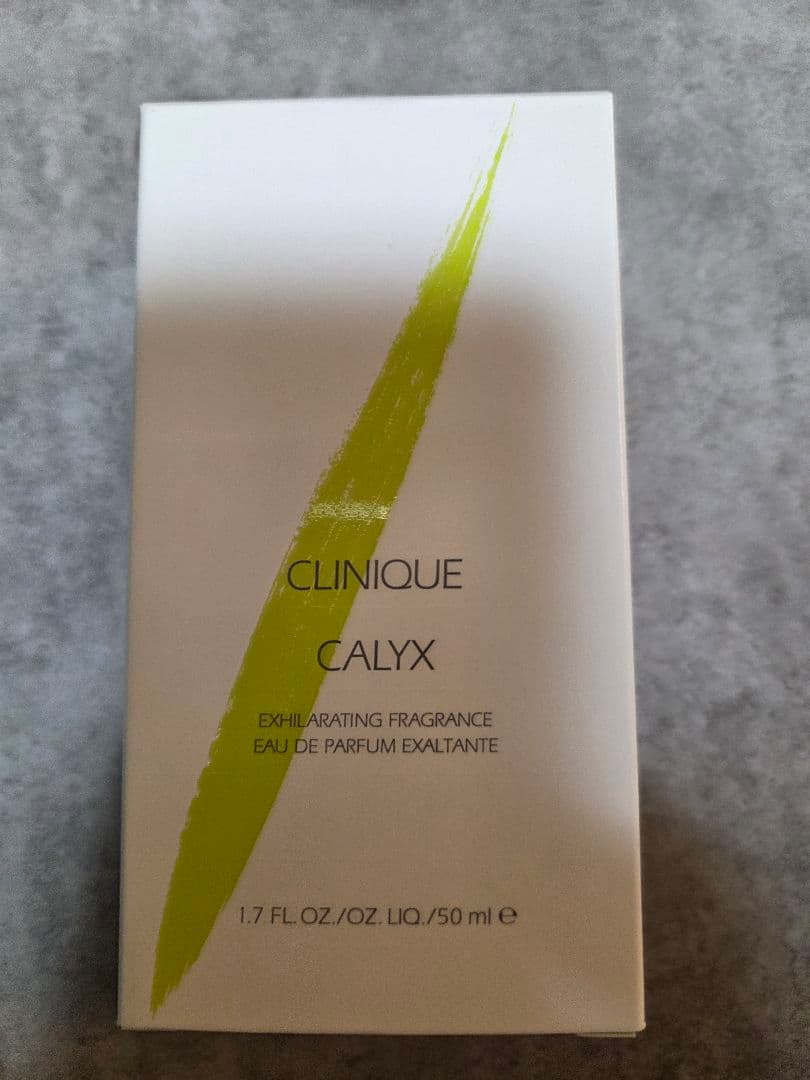 CLINIQUE
CALYX
EXHILARATING FRAGRANCE
EAU DE PARFUM EXALTANTE
1.7 FL. OZ./OZ. LIQ./50 ml ℮